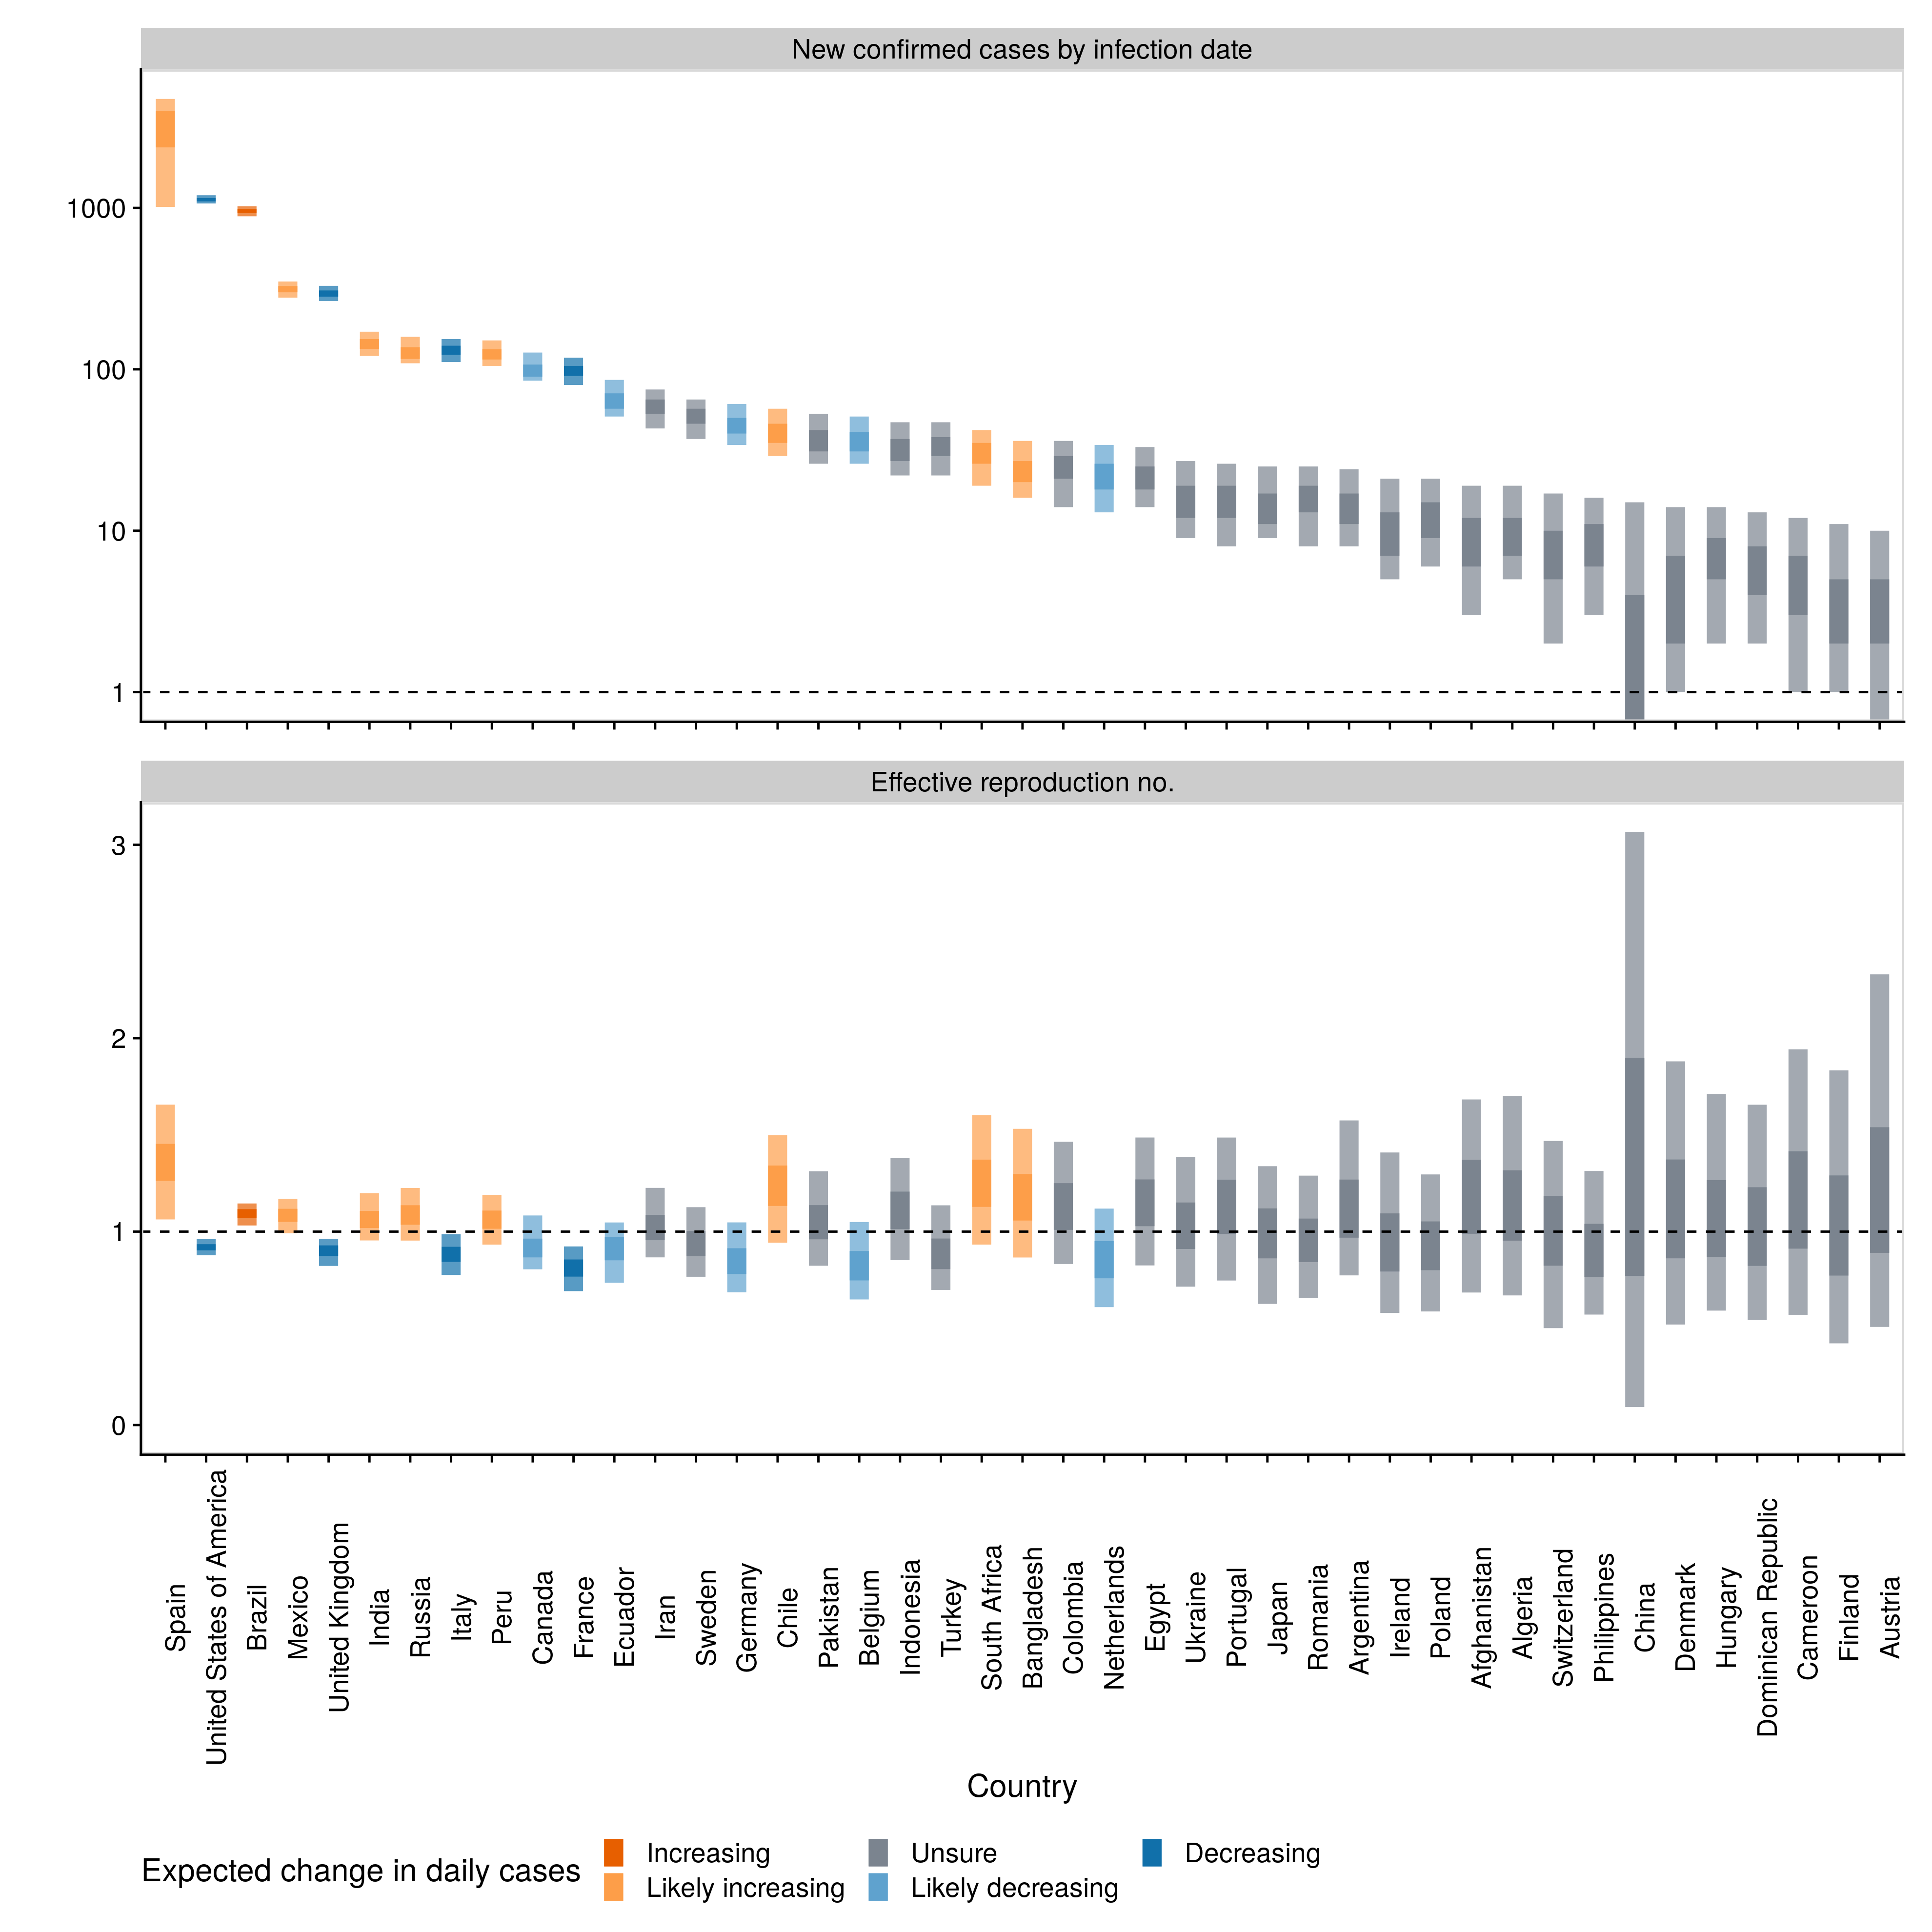 New confirmed cases by infection date
1000
100
10
1
Effective reproduction no.
3
2
1
0
Spain
United States of America
Brazil
Mexico
United Kingdom
India
Russia
Italy
Peru
Canada
France
Ecuador
Iran
Sweden
Germany
Chile
Pakistan
Belgium
Indonesia
Turkey
South Africa
Bangladesh
Colombia
Netherlands
Egypt
Ukraine
Portugal
Japan
Romania
Argentina
Ireland
Poland
Afghanistan
Algeria
Switzerland
Philippines
China
Denmark
Hungary
Dominican Republic
Cameroon
Finland
Austria
Country
Expected change in daily cases
Increasing
Likely increasing
Unsure
Likely decreasing
Decreasing